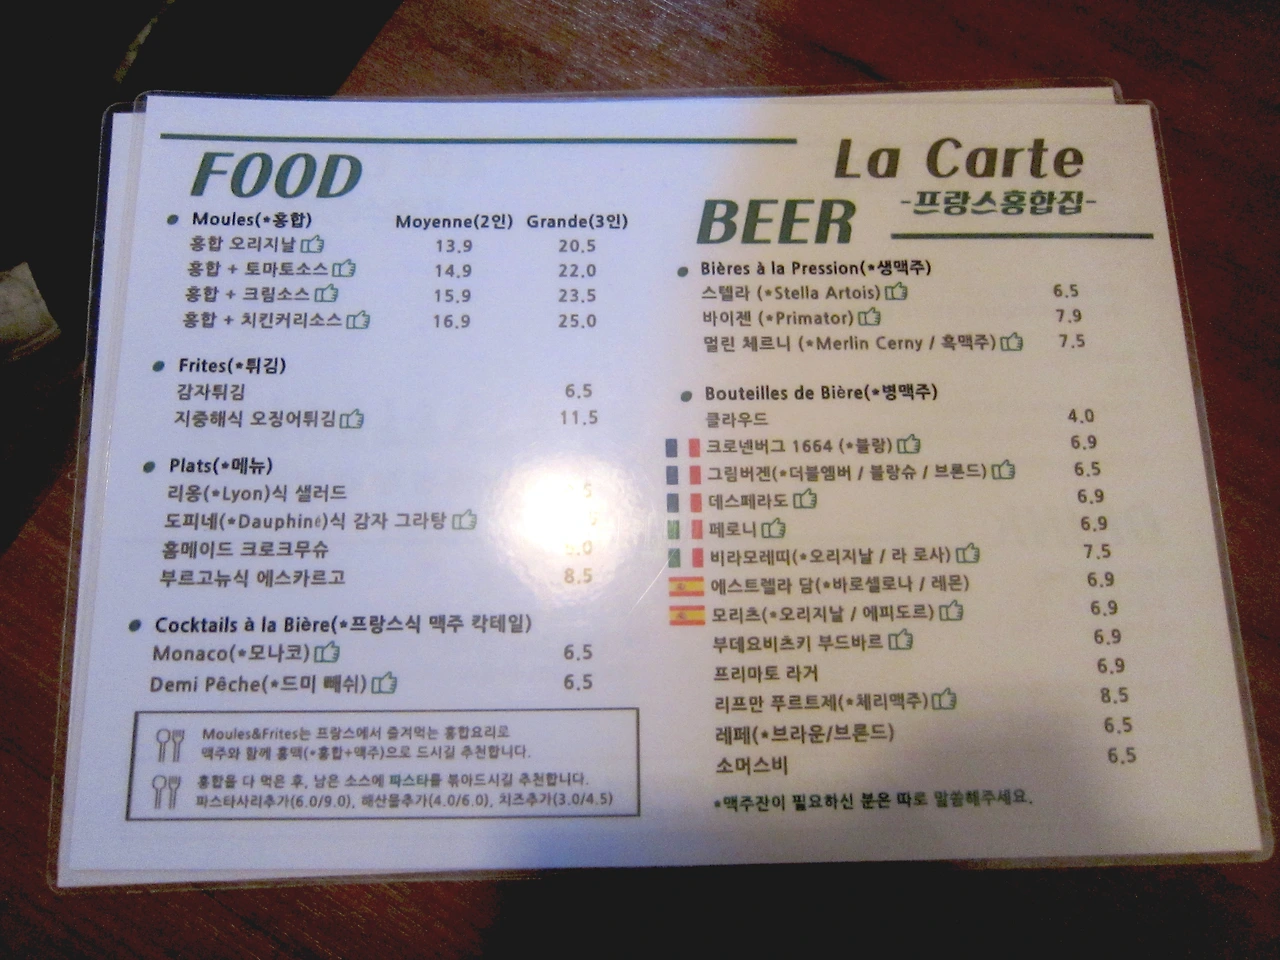 La Carte
-프랑스홍합집-
FOOD
Moules(*홍합) Moyenne(2인) Grande(3인)
홍합 오리지날 13.9 20.5
홍합 + 토마토소스 14.9 22.0
홍합 + 크림소스 15.9 23.5
홍합 + 치킨커리소스 16.9 25.0
Frites(*튀김)
감자튀김 6.5
지중해식 오징어튀김 11.5
Plats(*메뉴)
리옹(*Lyon)식 샐러드
도피네(*Dauphiné)식 감자 그라탕
홈메이드 크로크무슈
부르고뉴식 에스카르고 8.5
Cocktails à la Bière(*프랑스식 맥주 칵테일)
Monaco(*모나코) 6.5
Demi Pêche(*드미 뻬쉬) 6.5
Moules&Frites는 프랑스에서 즐겨먹는 홍합요리로
맥주와 함께 홍맥(*홍합+맥주)으로 드시길 추천합니다.
홍합을 다 먹은 후, 남은 소스에 파스타를 볶아드시길 추천합니다.
파스타사리추가(6.0/9.0), 해산물추가(4.0/6.0), 치즈추가(3.0/4.5)
BEER
Bières à la Pression(*생맥주)
스텔라 (*Stella Artois) 6.5
바이젠 (*Primator) 7.9
멀린 체르니 (*Merlin Cerny / 흑맥주) 7.5
Bouteilles de Bière(*병맥주)
클라우드 4.0
크로넨버그 1664 (*블랑) 6.9
그림버겐(*더블엠버 / 블랑슈 / 브론드) 6.5
데스페라도 6.9
페로니 6.9
비라모레띠(*오리지날 / 라 로사) 7.5
에스트렐라 담(*바로셀로나 / 레몬) 6.9
모리츠(*오리지날 / 에피도르) 6.9
부데요비츠키 부드바르 6.9
프리마토 라거 6.9
리프만 푸르트제(*체리맥주) 8.5
레페(*브라운/브론드) 6.5
소머스비 6.5
*맥주잔이 필요하신 분은 따로 말씀해주세요.